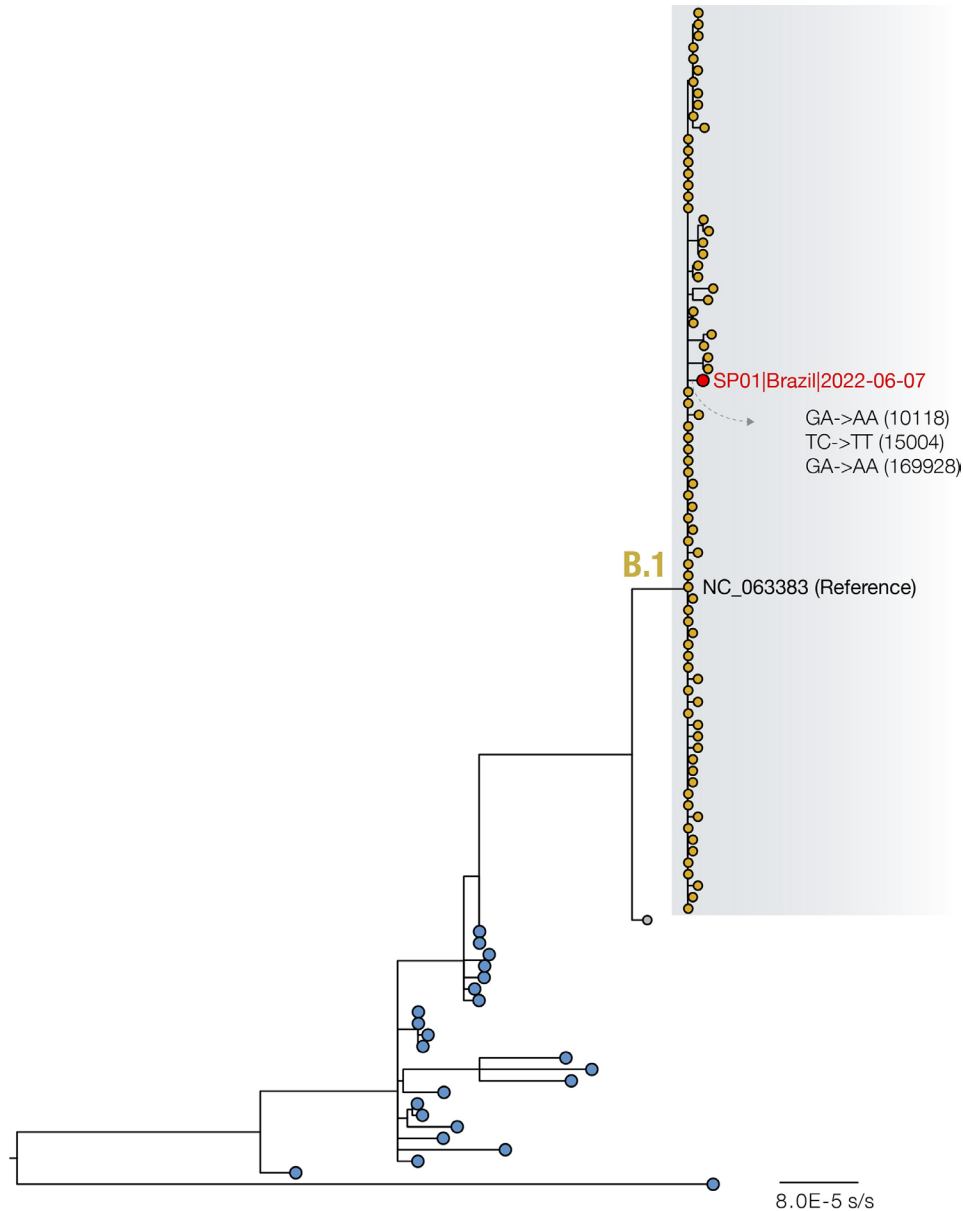 SP01|Brazil|2022-06-07
GA->AA (10118)
TC->TT (15004)
GA->AA (169928)
B.1
NC_063383 (Reference)
8.0E-5 s/s